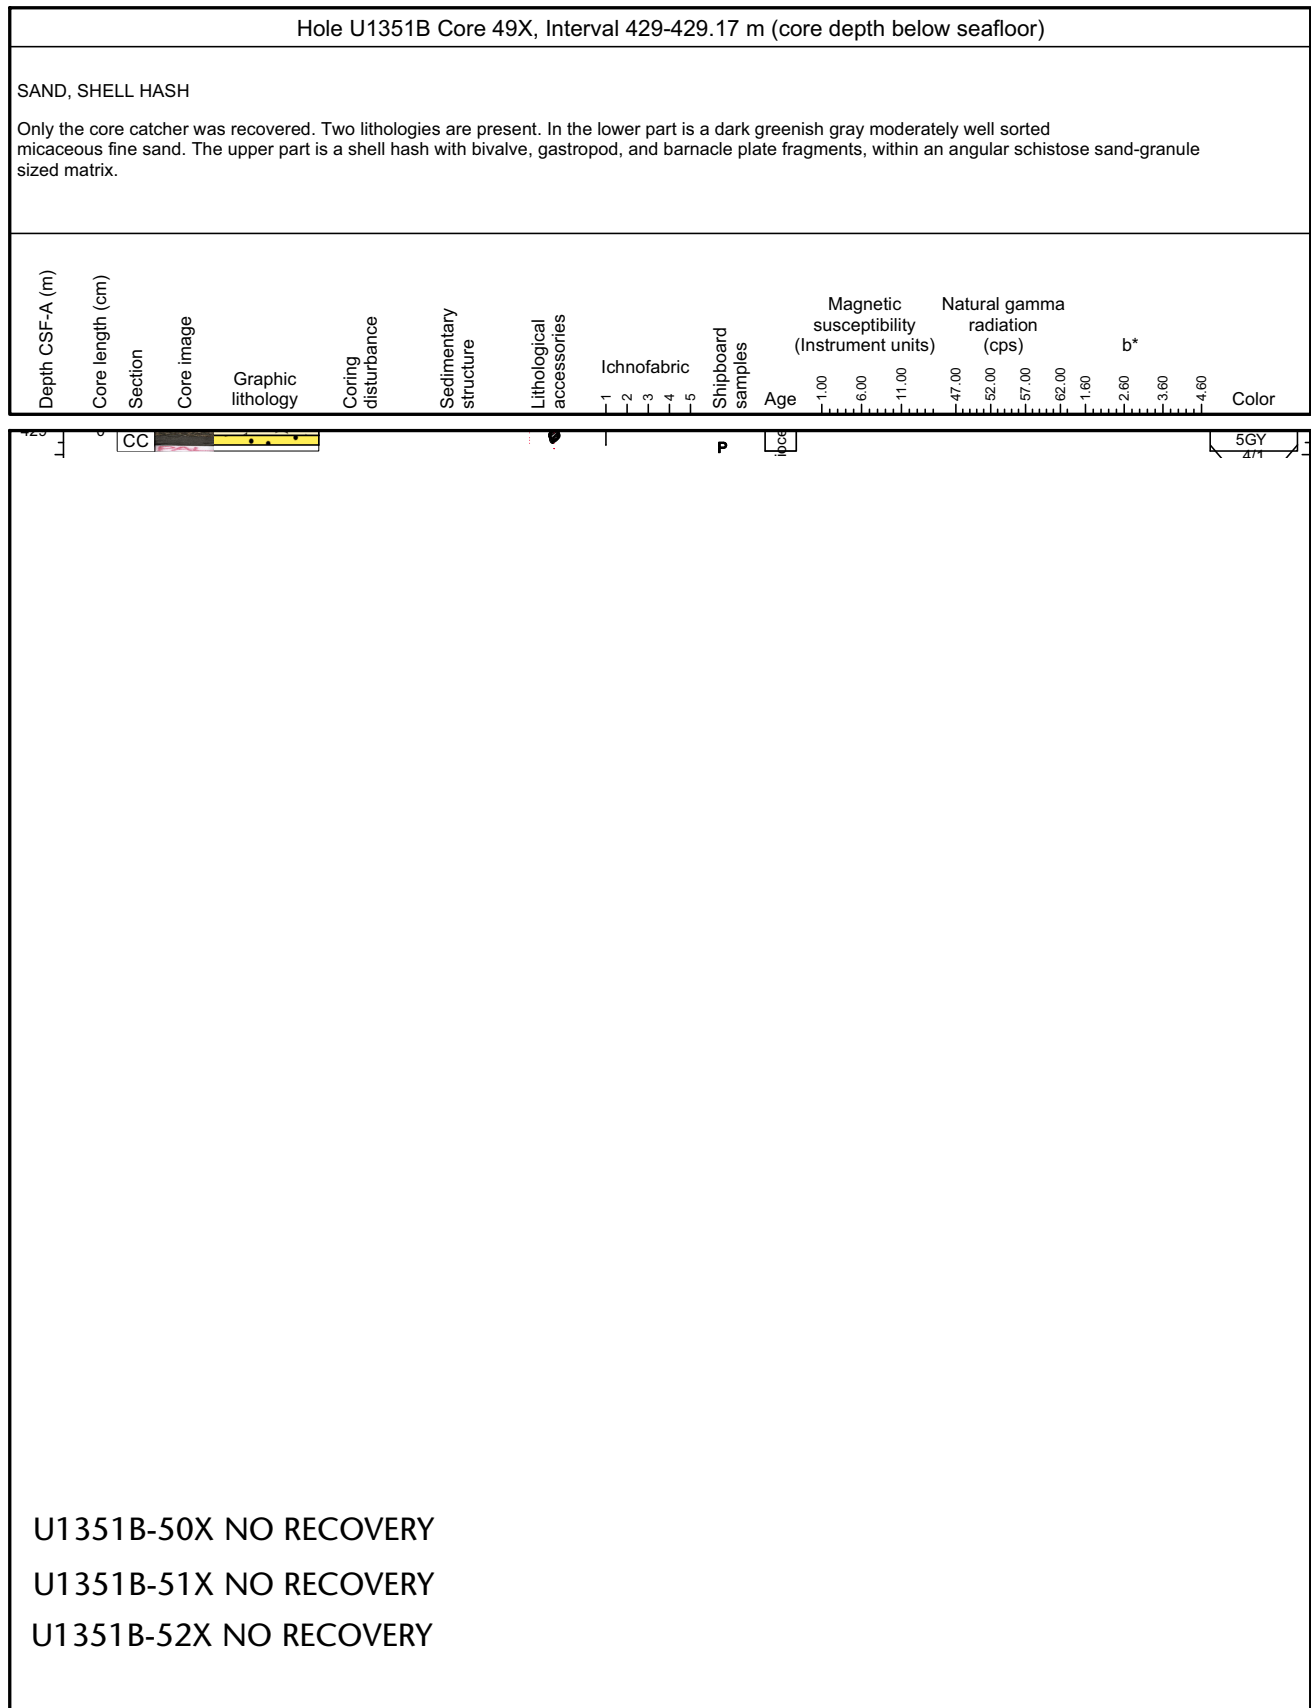 Hole U1351B Core 49X, Interval 429-429.17 m (core depth below seafloor)
SAND, SHELL HASH
Only the core catcher was recovered. Two lithologies are present. In the lower part is a dark greenish gray moderately well sorted
micaceous fine sand. The upper part is a shell hash with bivalve, gastropod, and barnacle plate fragments, within an angular schistose sand-granule
sized matrix.
Depth CSF-A (m)
Core length (cm)
Section
Core image
Graphic
lithology
Coring
disturbance
Sedimentary
structure
Lithological
accessories
Ichnofabric
1 2 3 4 5
Shipboard
samples
Age
Magnetic
susceptibility
(Instrument units)
1.00 6.00 11.00
Natural gamma
radiation
(cps)
47.00 52.00 57.00 62.00
b*
1.60 2.60 3.60 4.60
Color
CC
P
5GY
4/1
U1351B-50X NO RECOVERY
U1351B-51X NO RECOVERY
U1351B-52X NO RECOVERY